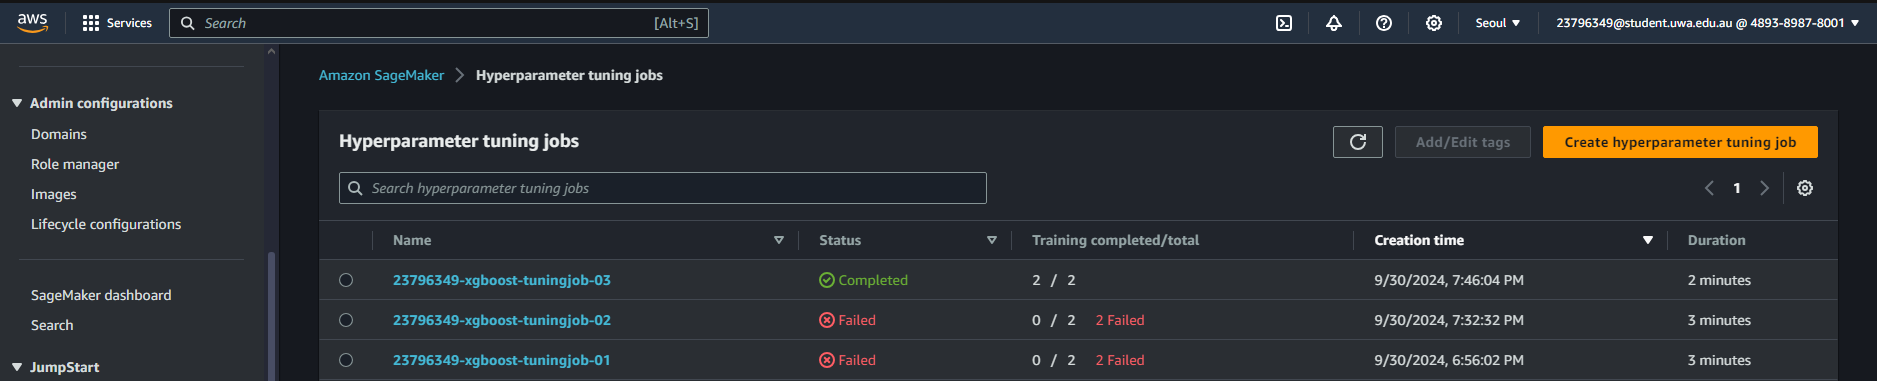 aws Services Search [Alt+S] Seoul 23796349@student.uwa.edu.au @ 4893-8987-8001
Admin configurations
Domains
Role manager
Images
Lifecycle configurations
SageMaker dashboard
Search
JumpStart
Amazon SageMaker Hyperparameter tuning jobs
Hyperparameter tuning jobs Add/Edit tags Create hyperparameter tuning job
Search hyperparameter tuning jobs 1
Name Status Training completed/total Creation time Duration
23796349-xgboost-tuningjob-03 Completed 2 / 2 9/30/2024, 7:46:04 PM 2 minutes
23796349-xgboost-tuningjob-02 Failed 0 / 2 2 Failed 9/30/2024, 7:32:32 PM 3 minutes
23796349-xgboost-tuningjob-01 Failed 0 / 2 2 Failed 9/30/2024, 6:56:02 PM 3 minutes